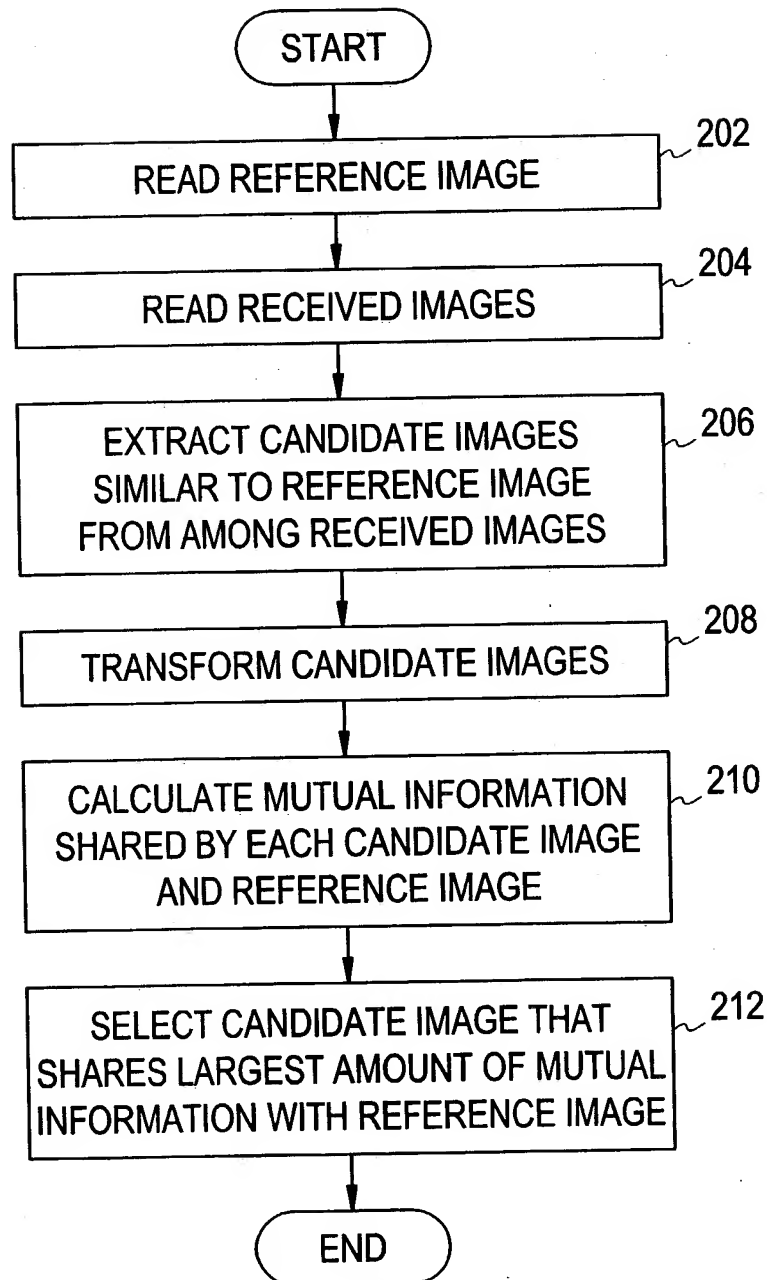 START
202
READ REFERENCE IMAGE
204
READ RECEIVED IMAGES
206
EXTRACT CANDIDATE IMAGES
SIMILAR TO REFERENCE IMAGE
FROM AMONG RECEIVED IMAGES
208
TRANSFORM CANDIDATE IMAGES
210
CALCULATE MUTUAL INFORMATION
SHARED BY EACH CANDIDATE IMAGE
AND REFERENCE IMAGE
212
SELECT CANDIDATE IMAGE THAT
SHARES LARGEST AMOUNT OF MUTUAL
INFORMATION WITH REFERENCE IMAGE
END